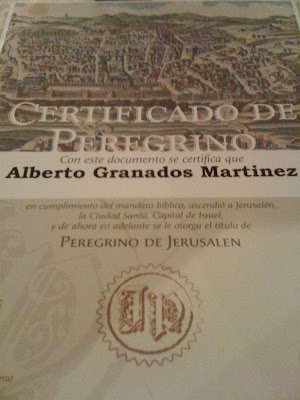 CERTIFICADO DE
PEREGRINO
Con este documento se certifica que
Alberto Granados Martinez
en cumplimiento del mandato bíblico, ascendió a Jerusalén,
la Ciudad Santa, Capital de Israel,
y de ahora en adelante se le otorga el título de
PEREGRINO DE JERUSALEN